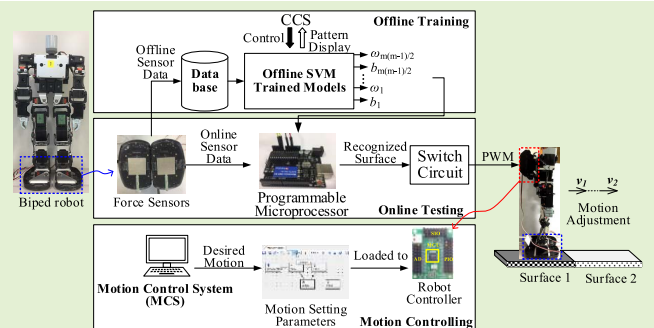 CCS
Offline Training
Control
Pattern
Display
Offline
Sensor
Data
Data
base
Offline SVM
Trained Models
ω_{m(m-1)/2}
b_{m(m-1)/2}
ω_1
b_1
Biped robot
Force Sensors
Online
Sensor
Data
Programmable
Microprocessor
Recognized
Surface
Switch
Circuit
Online Testing
PWM
v_1
v_2
Motion
Adjustment
Surface 1
Surface 2
Motion Control System
(MCS)
Desired
Motion
Motion Setting
Parameters
Loaded to
Robot
Controller
Motion Controlling